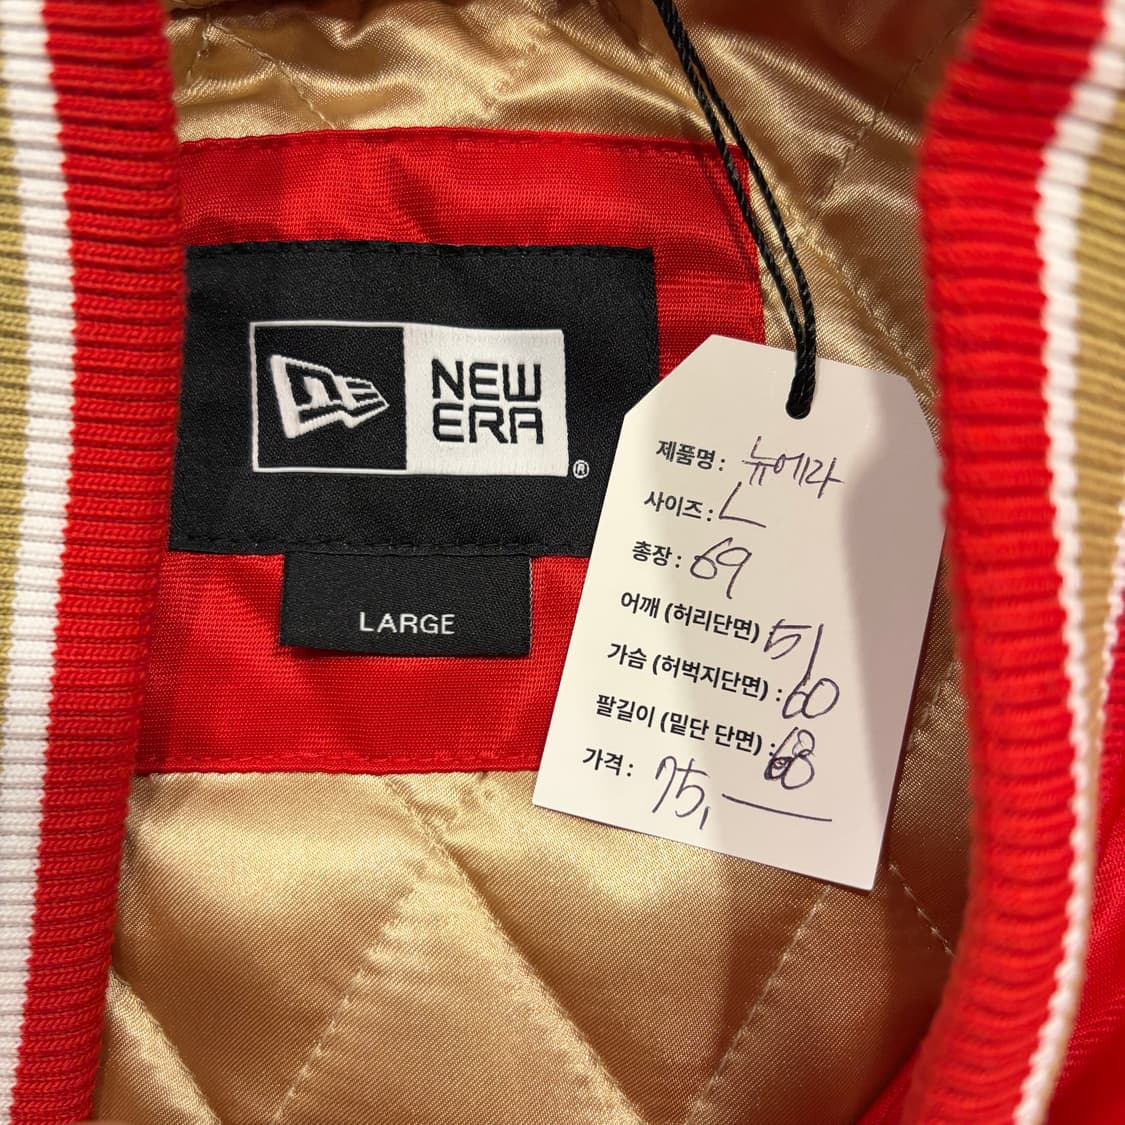 NEW
ERA
®
LARGE
제품명: 뉴에라
사이즈: L
총장: 69
어깨 (허리단면) 51
가슴 (허벅지단면) : 60
팔길이 (밑단 단면) : 68
가격: 75,